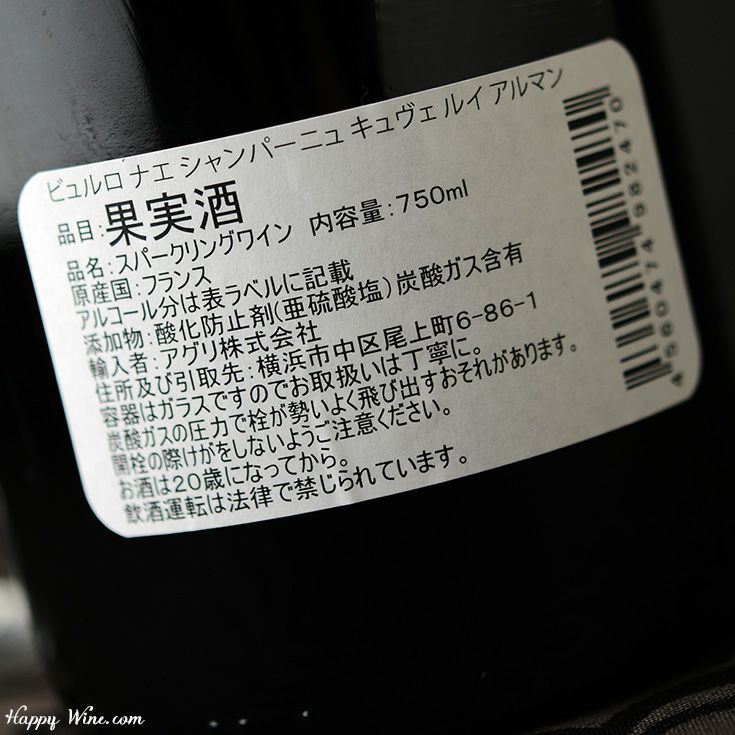 ビュルロ ナエ シャンパーニュ キュヴェ ルイ アルマン
品目:果実酒
品名:スパークリングワイン 内容量:750ml
原産国:フランス
アルコール分は表ラベルに記載
添加物:酸化防止剤(亜硫酸塩)炭酸ガス含有
輸入者:アグリ株式会社
住所及び引取先:横浜市中区尾上町6-86-1
容器はガラスですのでお取扱いは丁寧に。
炭酸ガスの圧力で栓が勢いよく飛び出すおそれがあります。
開栓の際けがをしないようご注意ください。
お酒は20歳になってから。
飲酒運転は法律で禁じられています。
4560474982470
Happy Wine.com